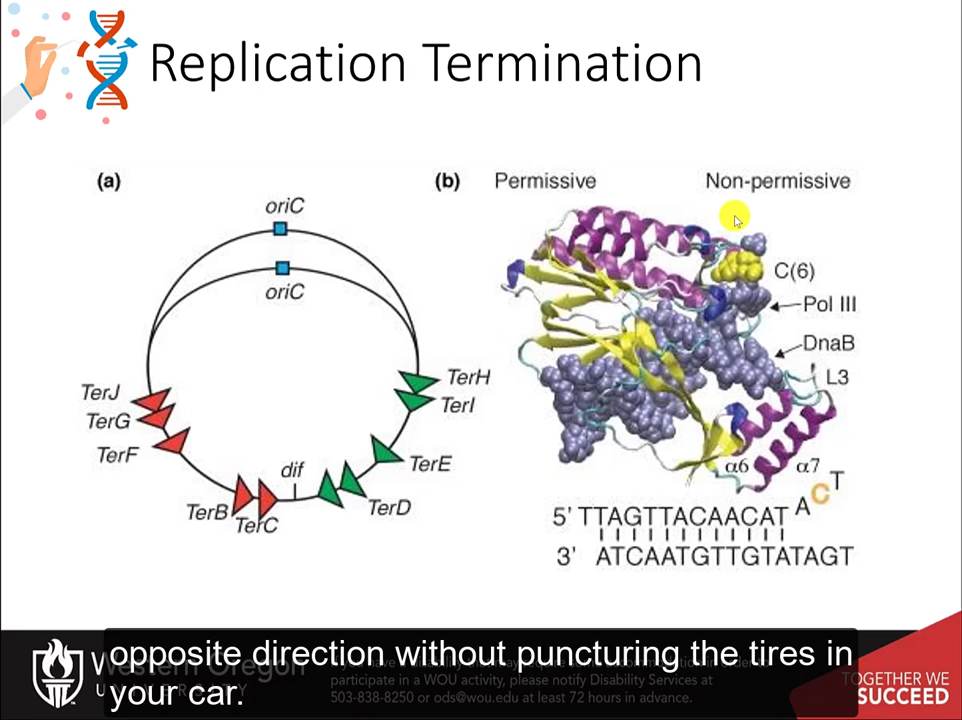 Replication Termination
(a)
(b) Permissive Non-permissive
oriC
oriC
TerJ
TerG
TerF
TerB
TerC
dif
TerH
TerI
TerE
TerD
C(6)
Pol III
DnaB
L3
α6 α7
5' TTAGTTACAACAT A C T
3' ATCAATGTTGTATAGT
opposite direction without puncturing the tires in
your car.
Western Oregon
UNIVERSITY
participate in a WOU activity, please notify Disability Services at
503-838-8250 or ods@wou.edu at least 72 hours in advance.
TOGETHER WE
SUCCEED